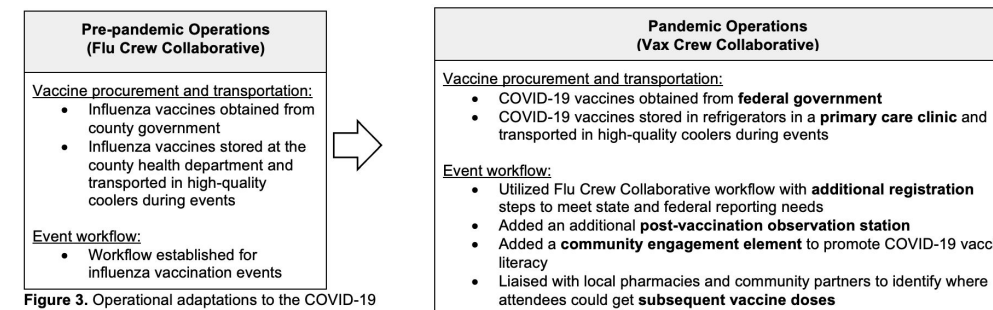 Pre-pandemic Operations
(Flu Crew Collaborative)
Vaccine procurement and transportation:
• Influenza vaccines obtained from
county government
• Influenza vaccines stored at the
county health department and
transported in high-quality
coolers during events
Event workflow:
• Workflow established for
influenza vaccination events
Figure 3. Operational adaptations to the COVID-19
Pandemic Operations
(Vax Crew Collaborative)
Vaccine procurement and transportation:
• COVID-19 vaccines obtained from federal government
• COVID-19 vaccines stored in refrigerators in a primary care clinic and
transported in high-quality coolers during events
Event workflow:
• Utilized Flu Crew Collaborative workflow with additional registration
steps to meet state and federal reporting needs
• Added an additional post-vaccination observation station
• Added a community engagement element to promote COVID-19 vacc
literacy
• Liaised with local pharmacies and community partners to identify where
attendees could get subsequent vaccine doses